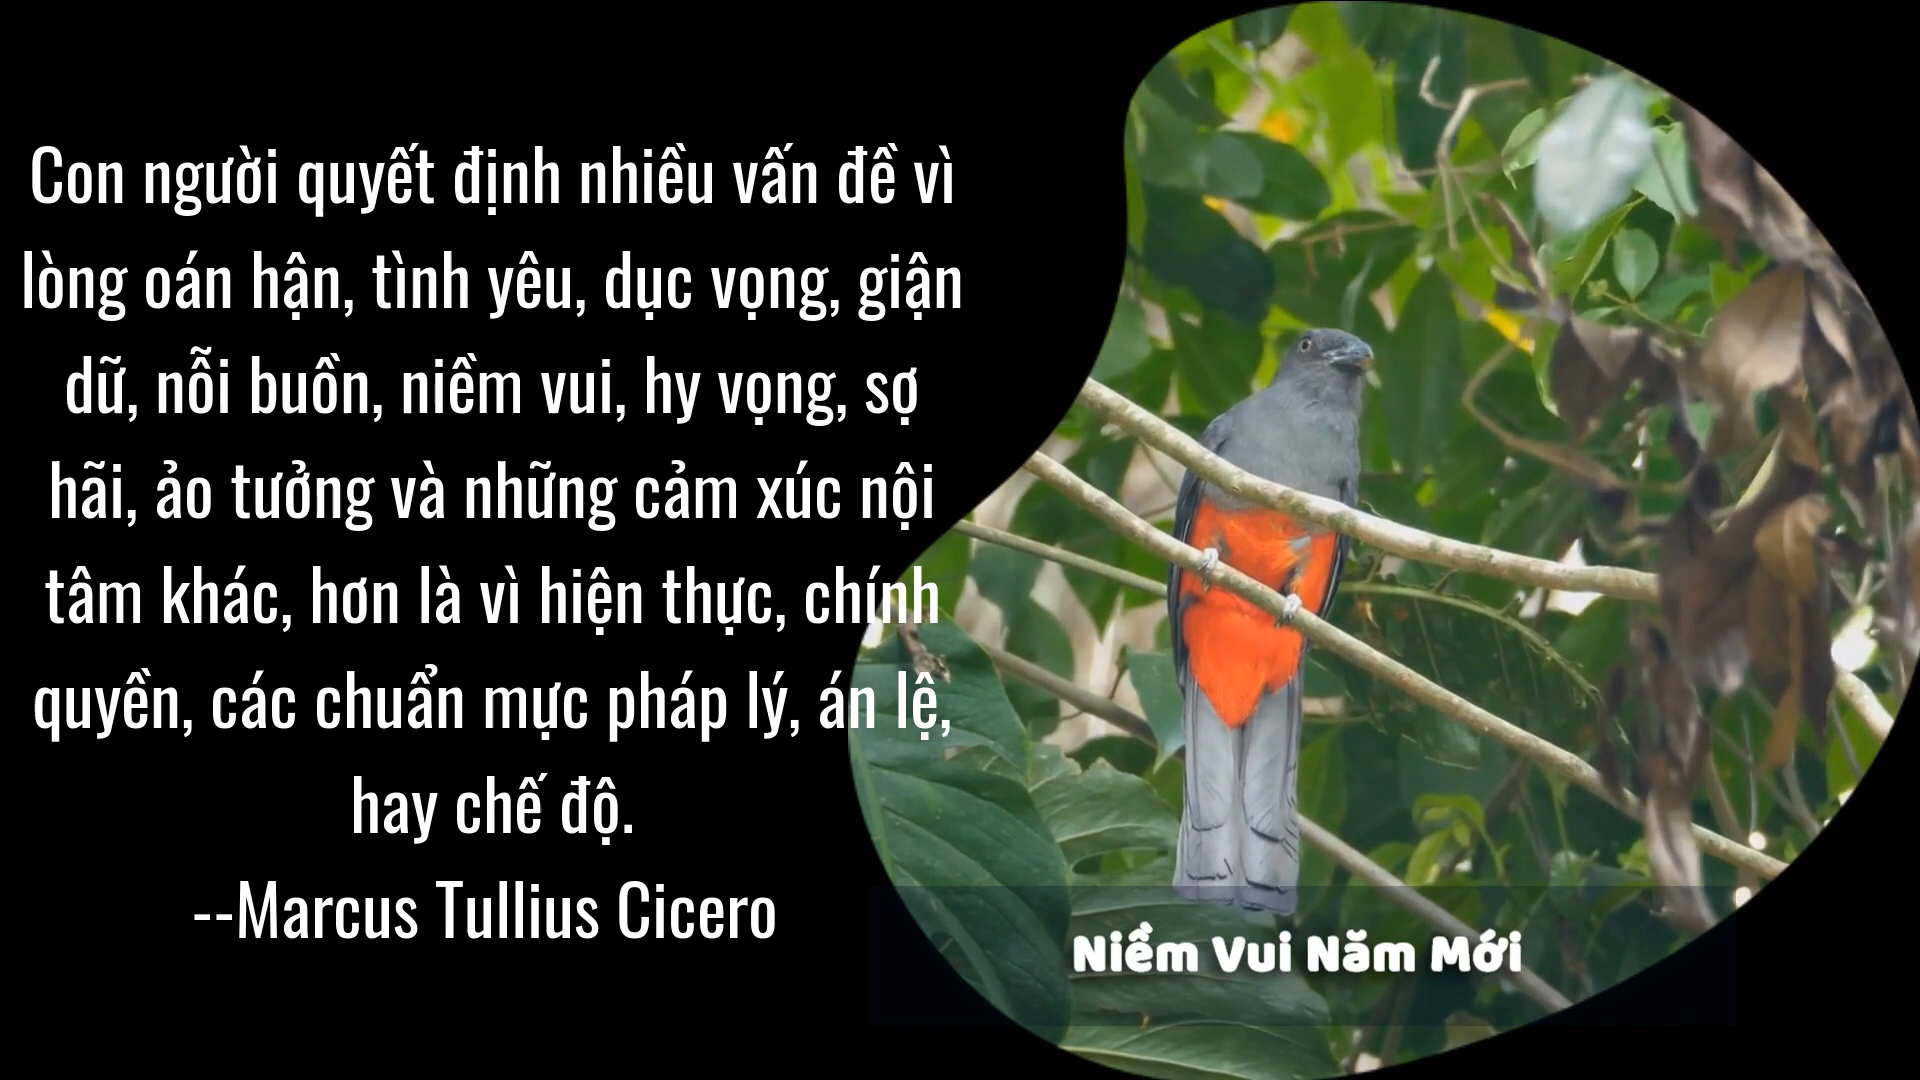 Con người quyết định nhiều vấn đề vì
lòng oán hận, tình yêu, dục vọng, giận
dữ, nỗi buồn, niềm vui, hy vọng, sợ
hãi, ảo tưởng và những cảm xúc nội
tâm khác, hơn là vì hiện thực, chính
quyền, các chuẩn mực pháp lý, án lệ,
hay chế độ.
--Marcus Tullius Cicero
Niềm Vui Năm Mới